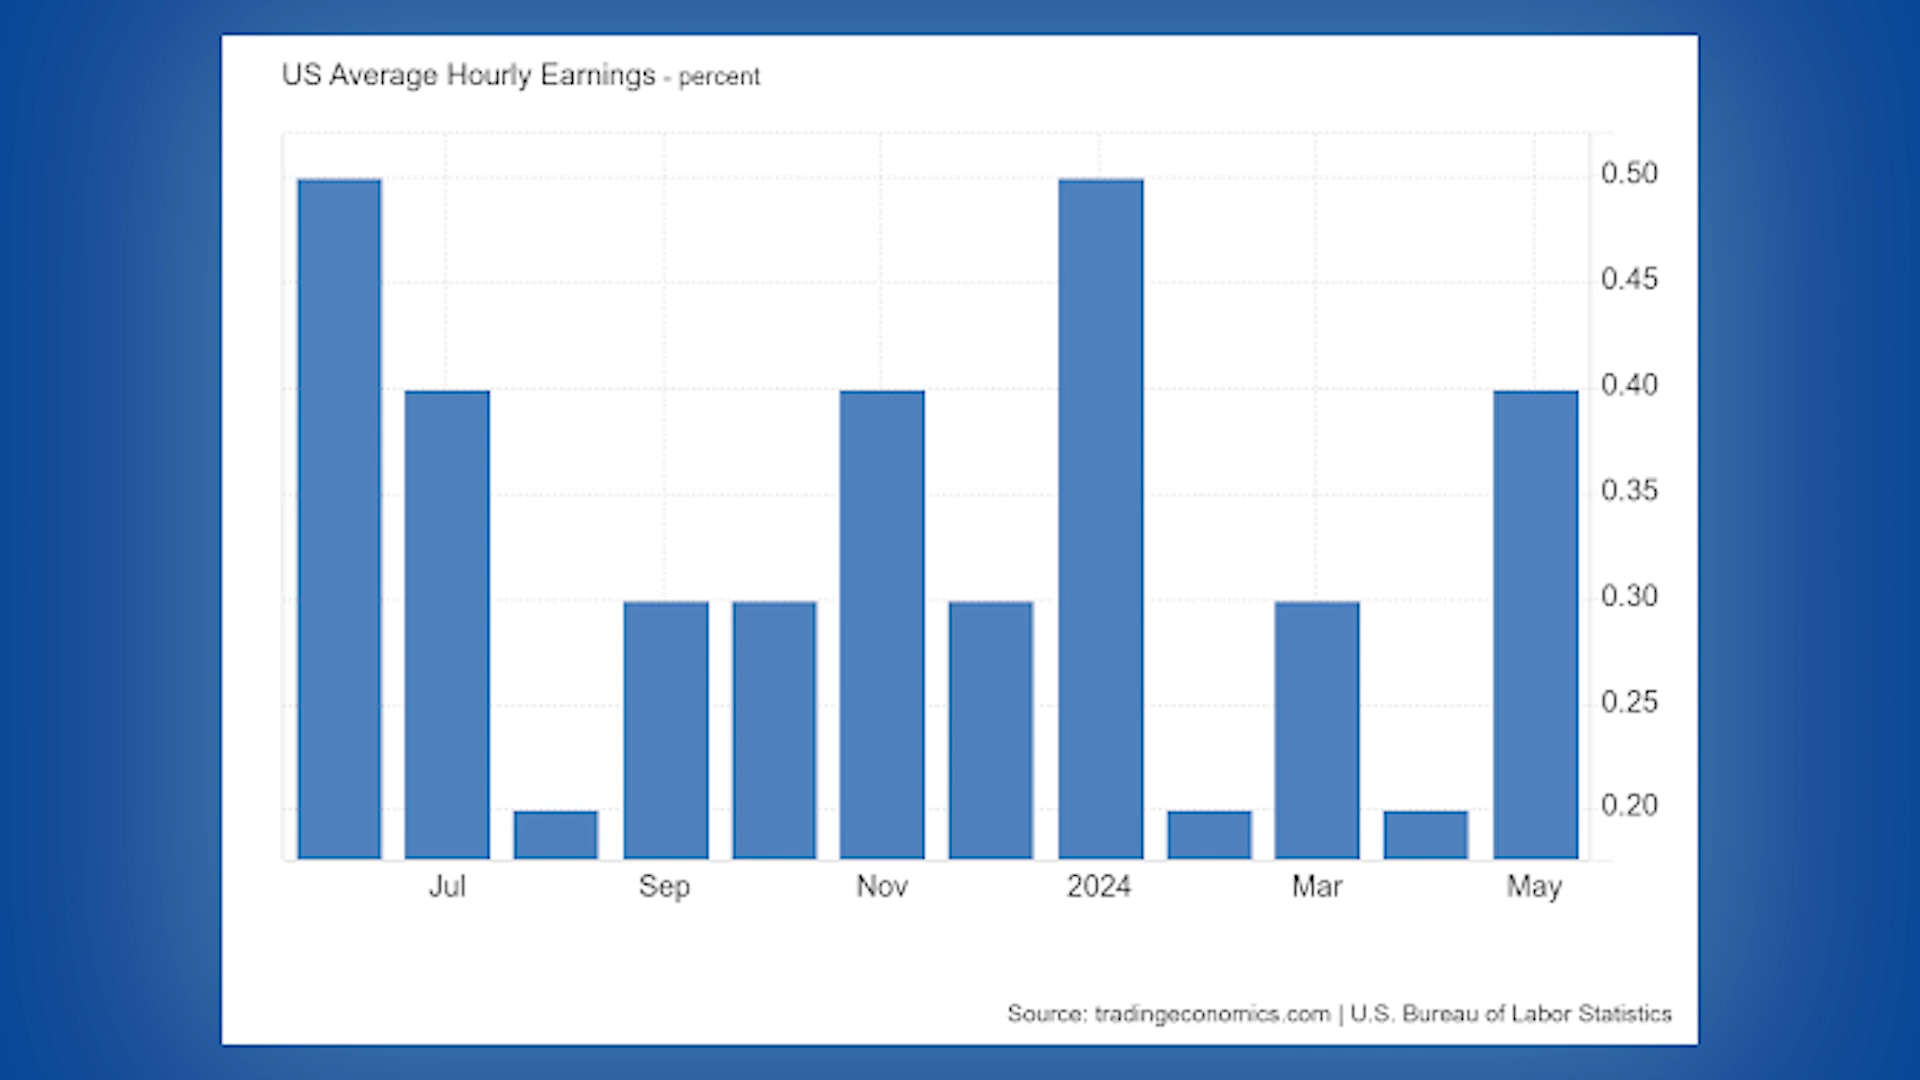 US Average Hourly Earnings - percent
0.50
0.45
0.40
0.35
0.30
0.25
0.20
Jul Sep Nov 2024 Mar May
Source: tradingeconomics.com | U.S. Bureau of Labor Statistics